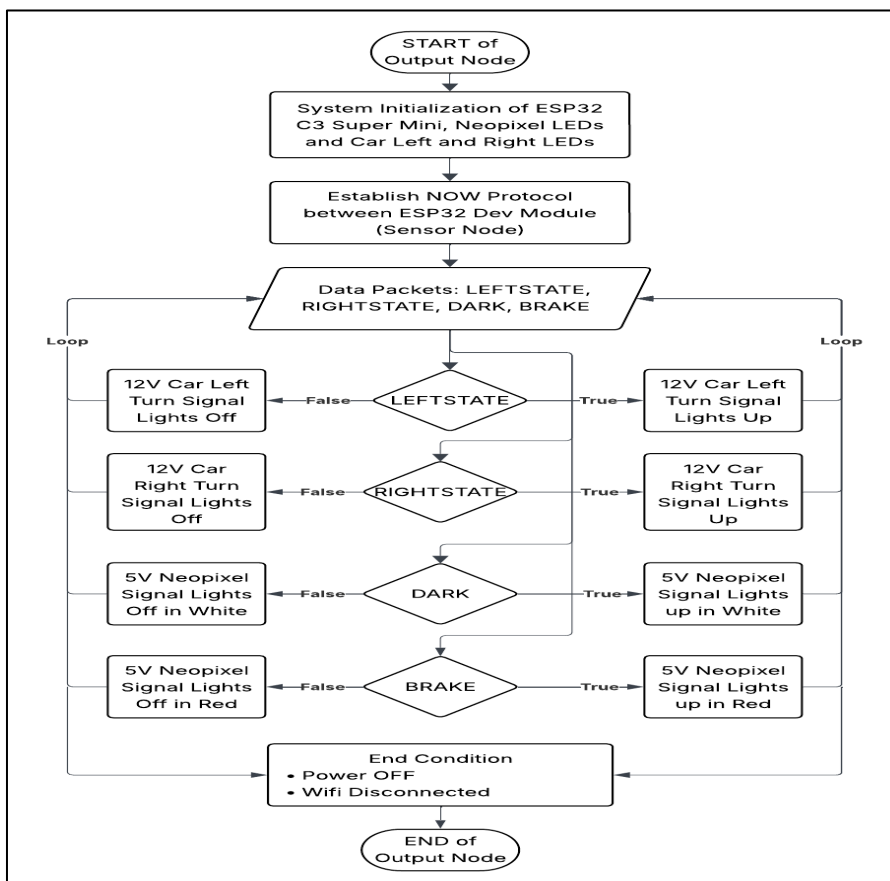 START of
Output Node
System Initialization of ESP32
C3 Super Mini, Neopixel LEDs
and Car Left and Right LEDs
Establish NOW Protocol
between ESP32 Dev Module
(Sensor Node)
Data Packets: LEFTSTATE,
RIGHTSTATE, DARK, BRAKE
Loop
Loop
12V Car Left
Turn Signal
Lights Off
False
LEFTSTATE
True
12V Car Left
Turn Signal
Lights Up
12V Car
Right Turn
Signal Lights
Off
False
RIGHTSTATE
True
12V Car
Right Turn
Signal Lights
Up
5V Neopixel
Signal Lights
Off in White
False
DARK
True
5V Neopixel
Signal Lights
up in White
5V Neopixel
Signal Lights
Off in Red
False
BRAKE
True
5V Neopixel
Signal Lights
up in Red
End Condition
• Power OFF
• Wifi Disconnected
END of
Output Node